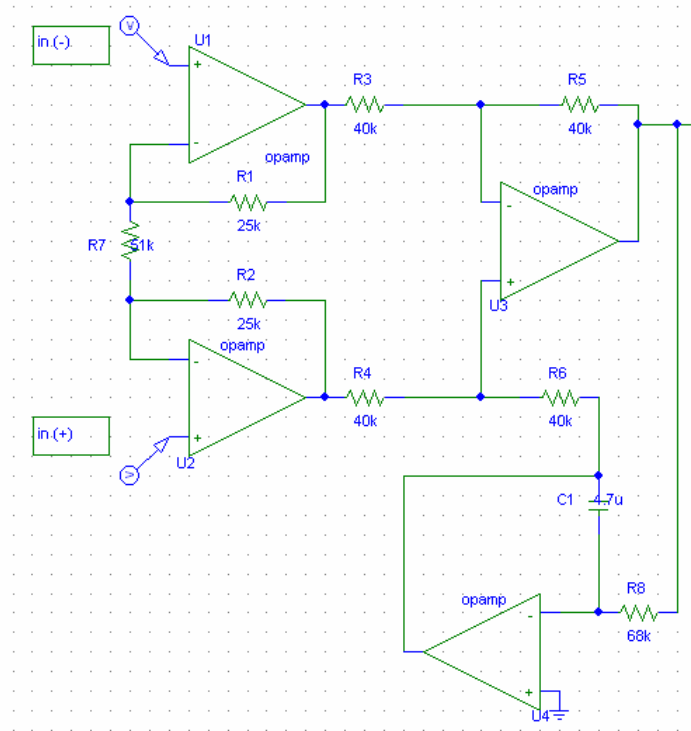 in (-)
V
U1
+
-
opamp
R3
40k
R5
40k
R1
25k
R7
51k
R2
25k
opamp
-
+
U3
opamp
-
+
U2
in (+)
V
R4
40k
R6
40k
C1
4.7u
opamp
-
+
U4
R8
68k